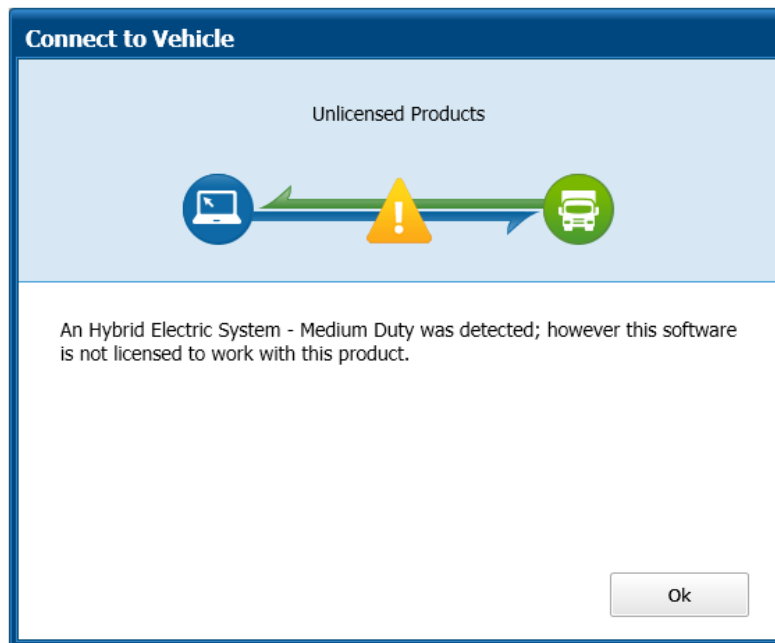 Connect to Vehicle
Unlicensed Products
An Hybrid Electric System - Medium Duty was detected; however this software
is not licensed to work with this product.
Ok